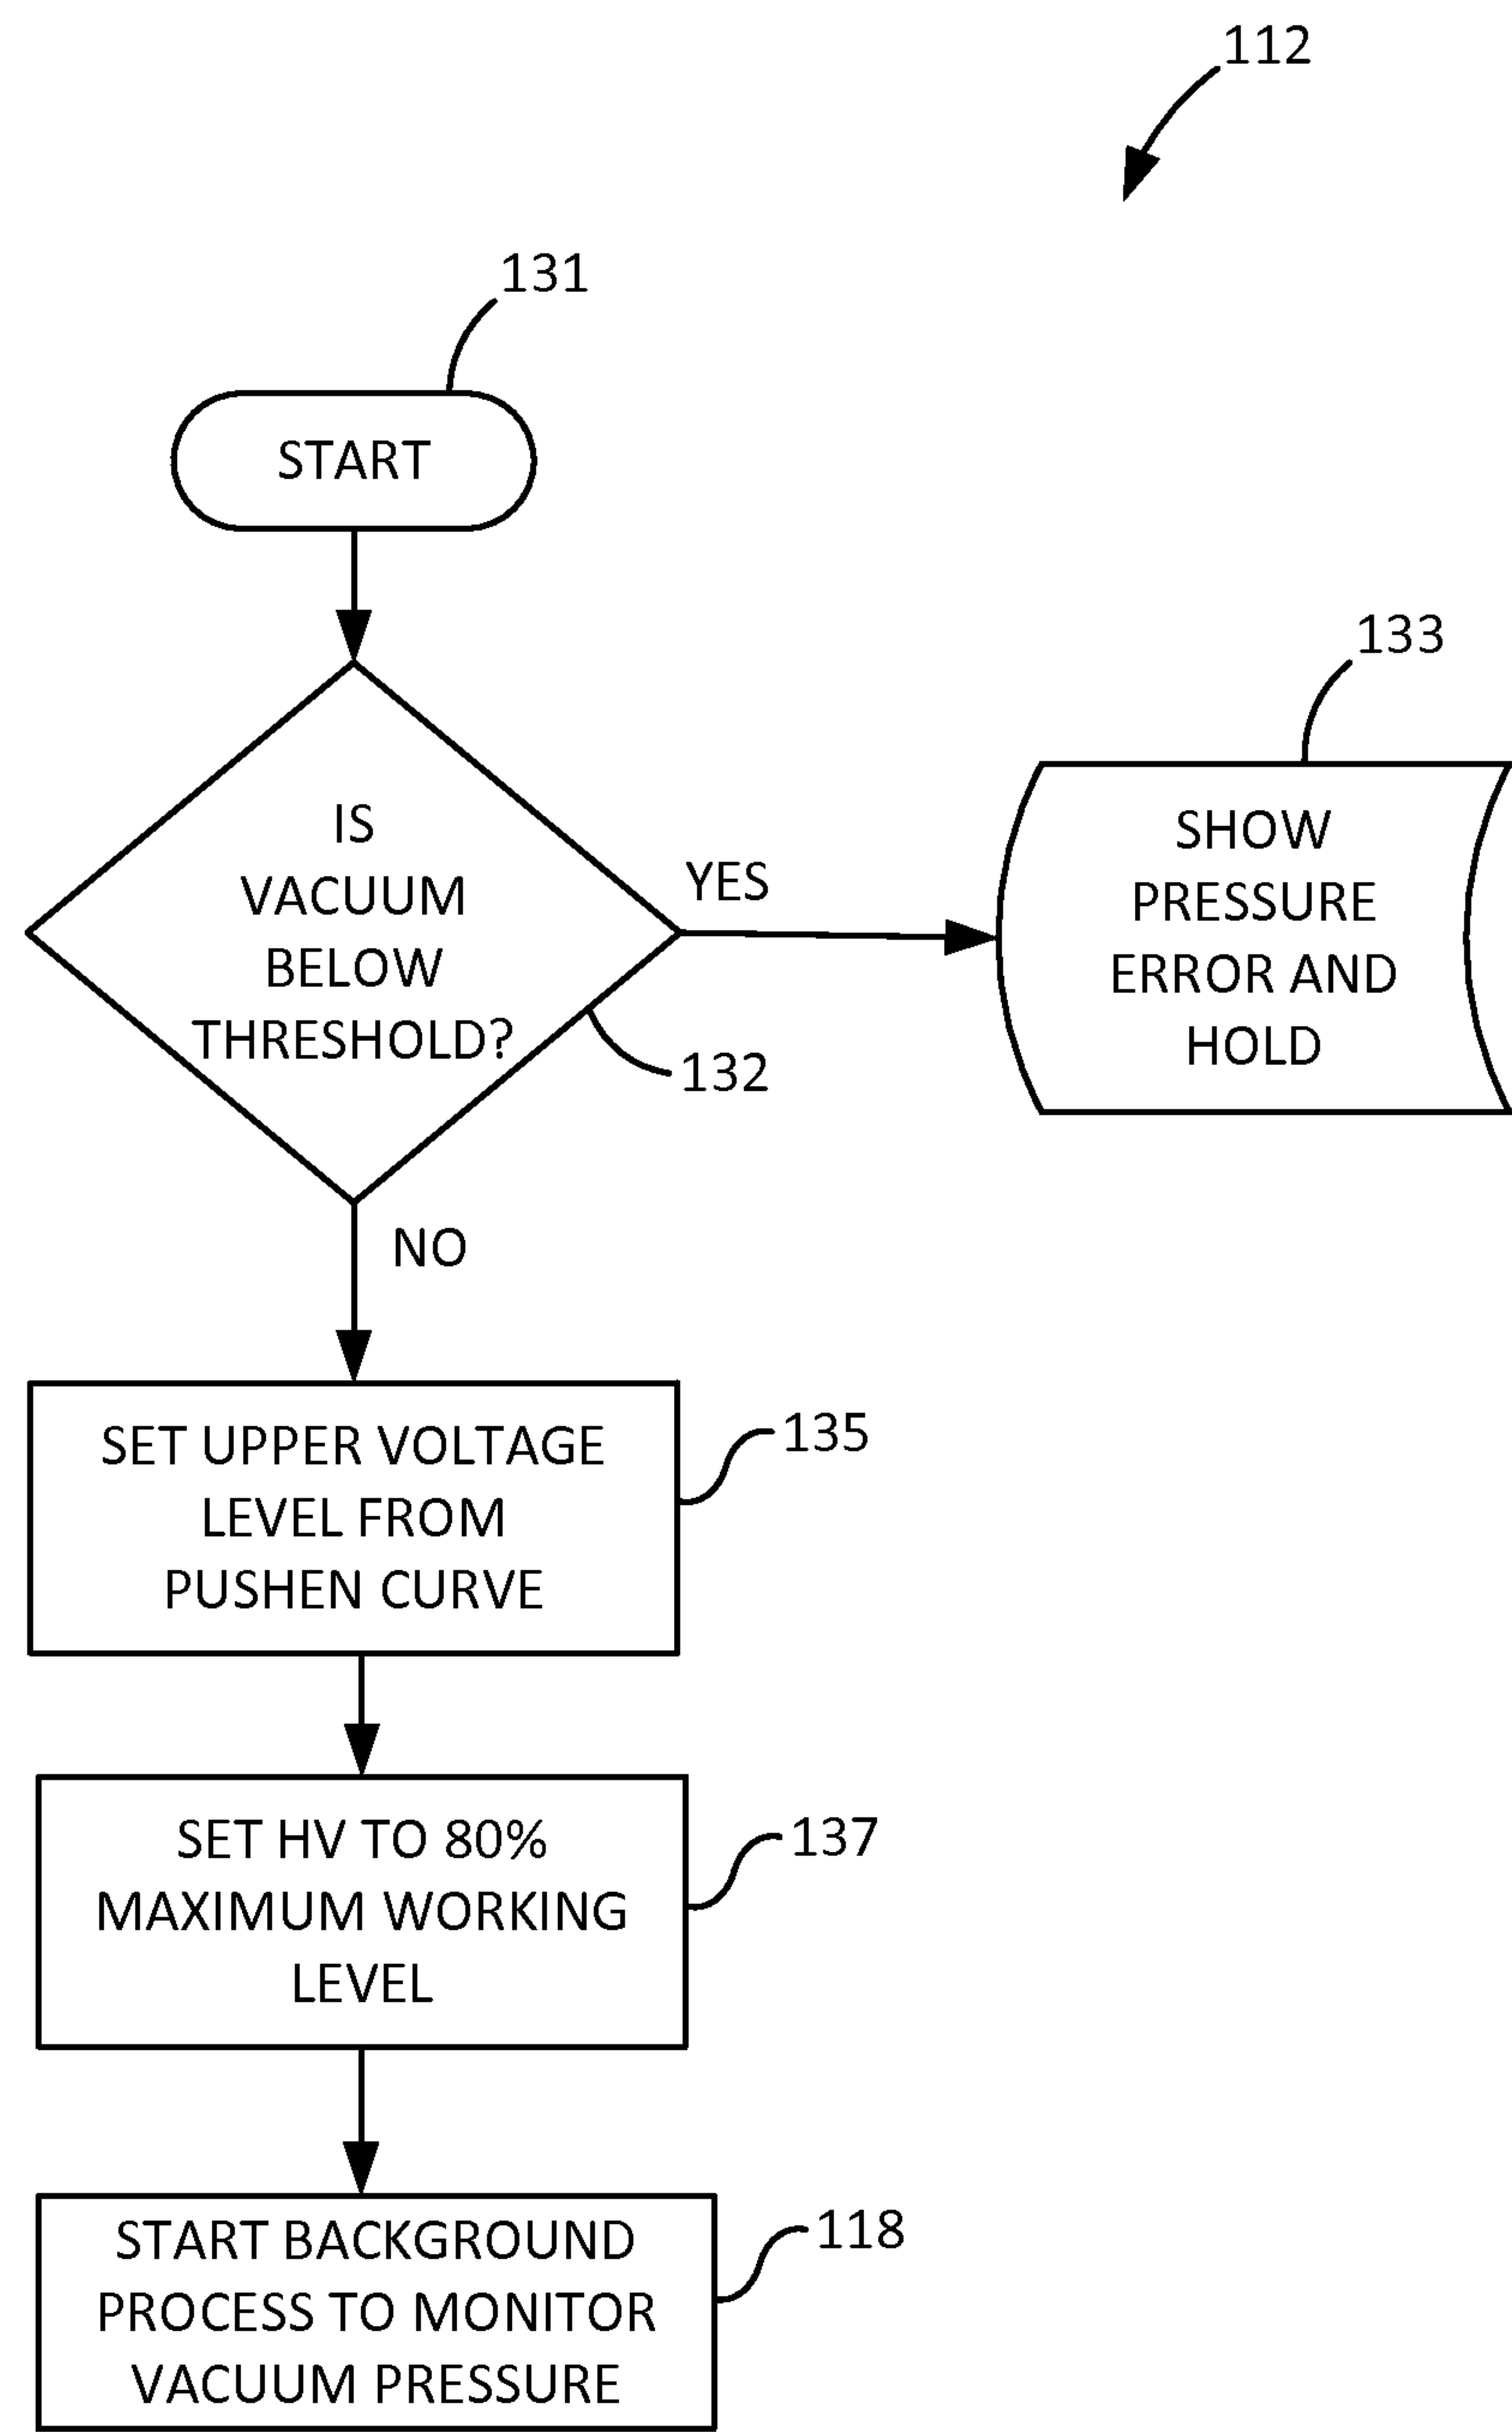 112
131
START
133
IS
VACUUM
BELOW
THRESHOLD?
YES
SHOW
PRESSURE
ERROR AND
HOLD
132
NO
SET UPPER VOLTAGE
LEVEL FROM
PUSHEN CURVE
135
SET HV TO 80%
MAXIMUM WORKING
LEVEL
137
START BACKGROUND
PROCESS TO MONITOR
VACUUM PRESSURE
118